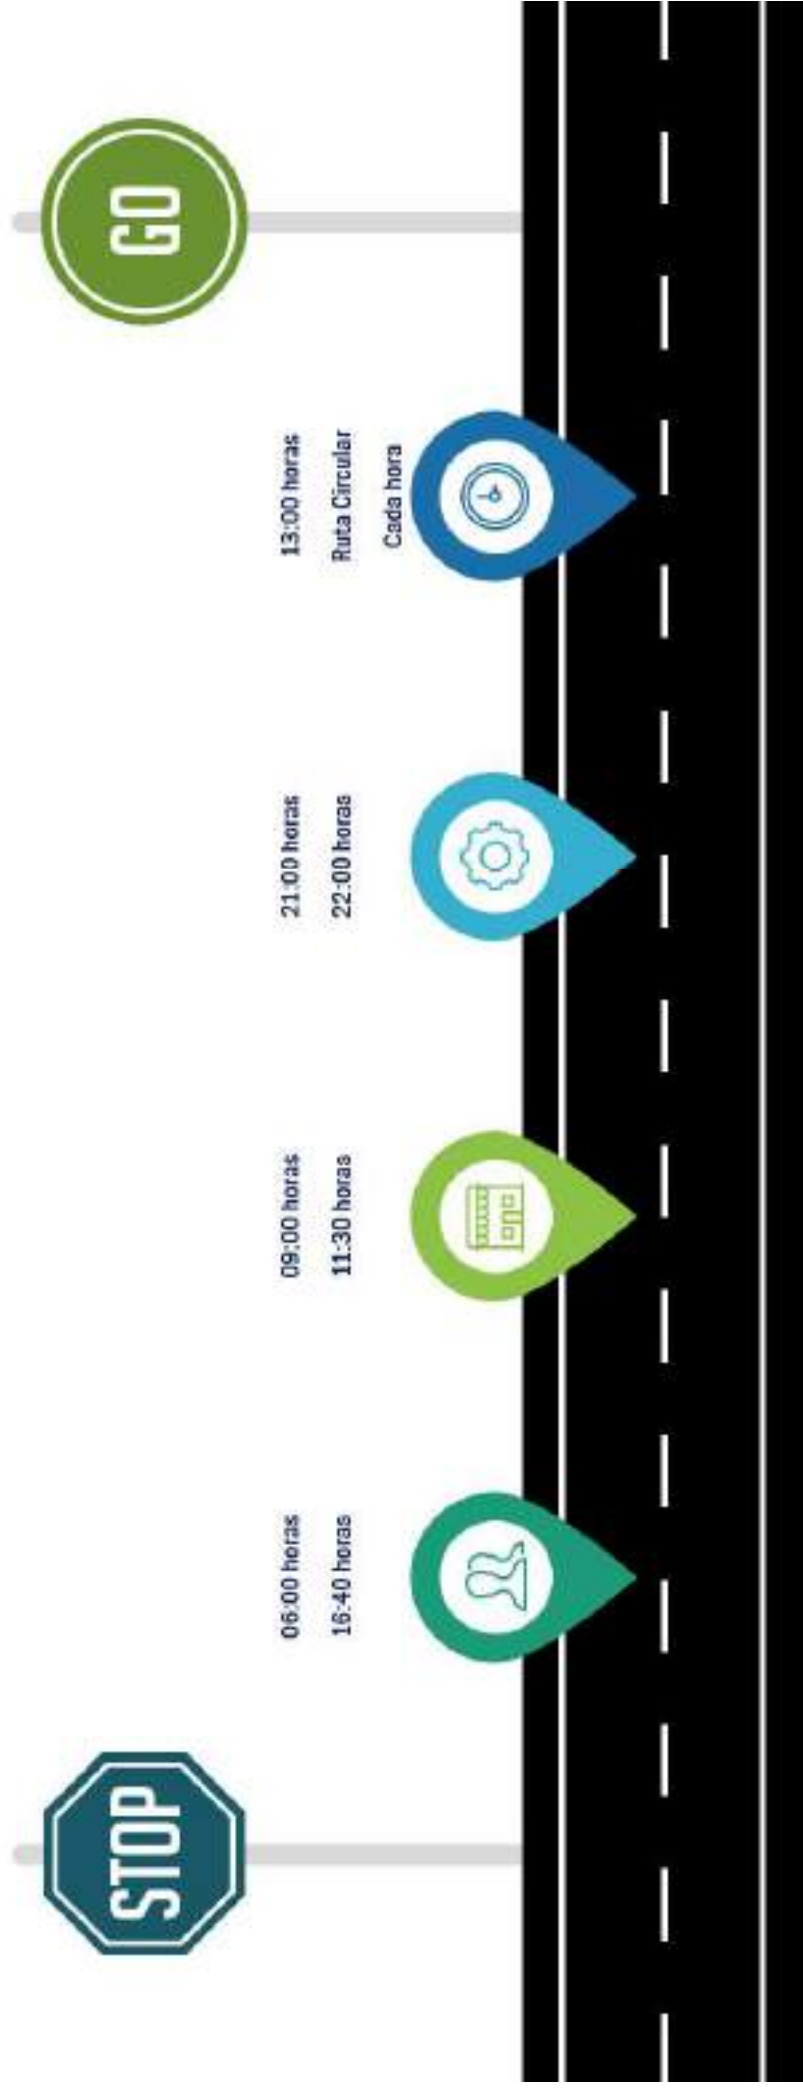 STOP
06:00 horas
16:40 horas
09:00 horas
11:30 horas
21:00 horas
22:00 horas
13:00 horas
Ruta Circular
Cada hora
GO